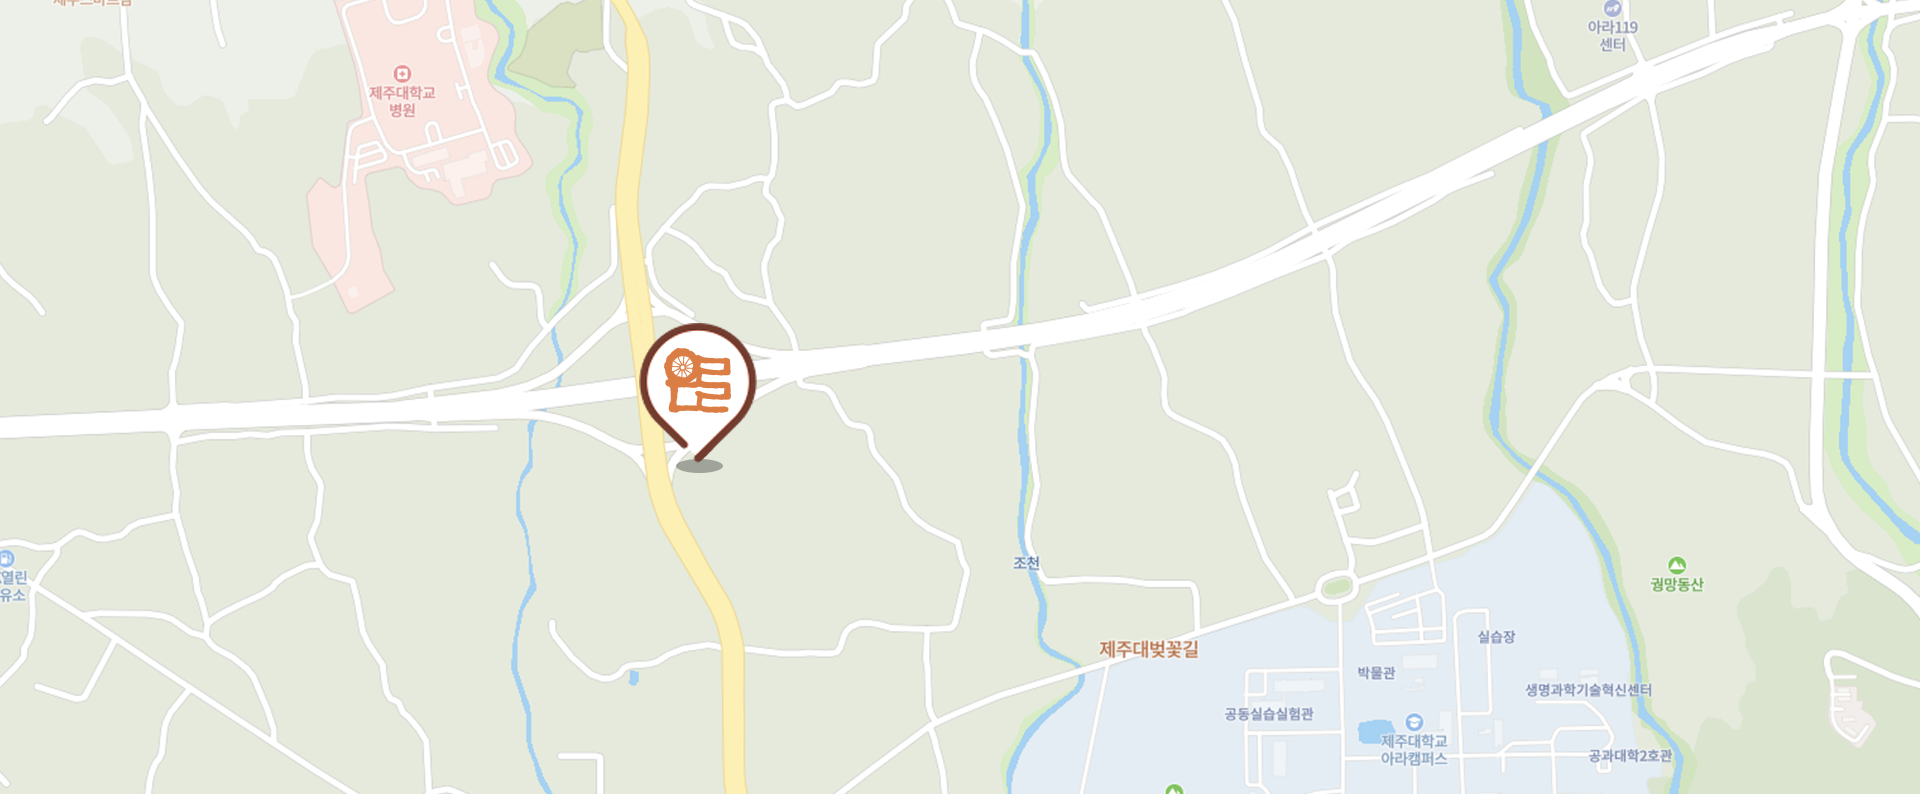 아라119
센터
제주대학교
병원
열린
유소
조천
궝망동산
제주대벚꽃길
실습장
박물관
생명과학기술혁신센터
공동실습실험관
제주대학교
아라캠퍼스
공과대학2호관